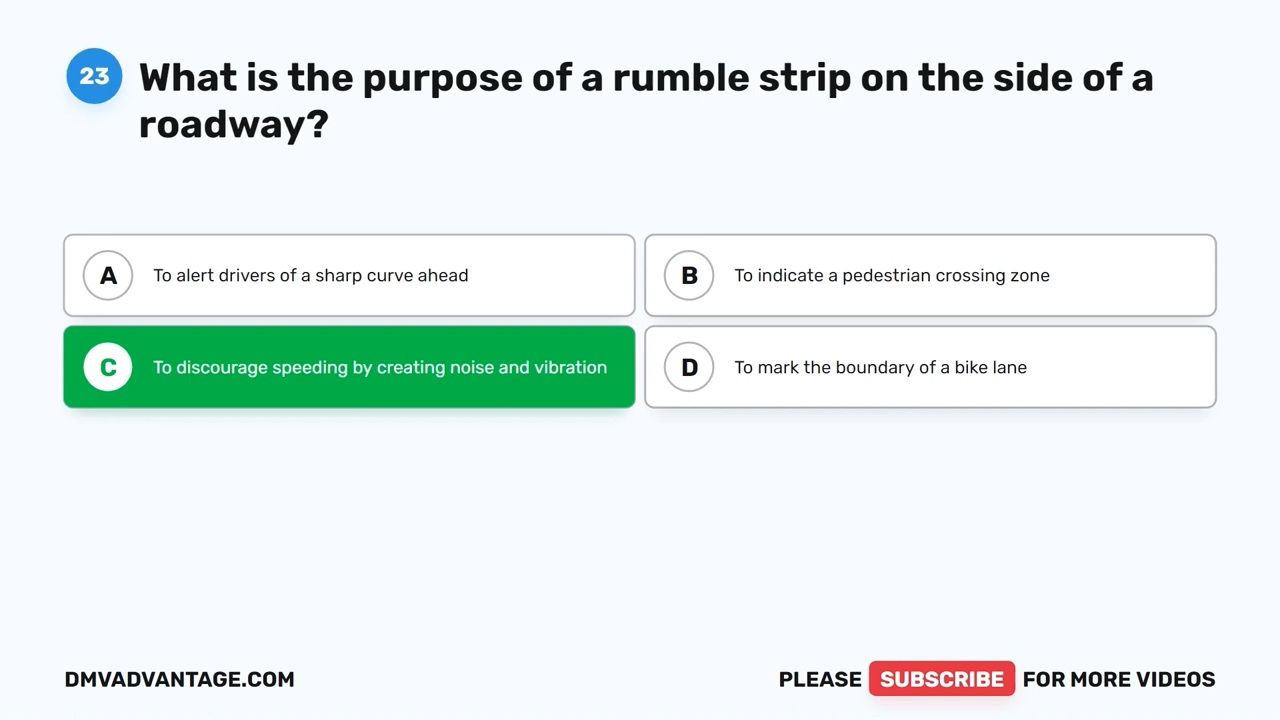 23 What is the purpose of a rumble strip on the side of a
roadway?
A To alert drivers of a sharp curve ahead
B To indicate a pedestrian crossing zone
C To discourage speeding by creating noise and vibration
D To mark the boundary of a bike lane
DMVADVANTAGE.COM
PLEASE SUBSCRIBE FOR MORE VIDEOS